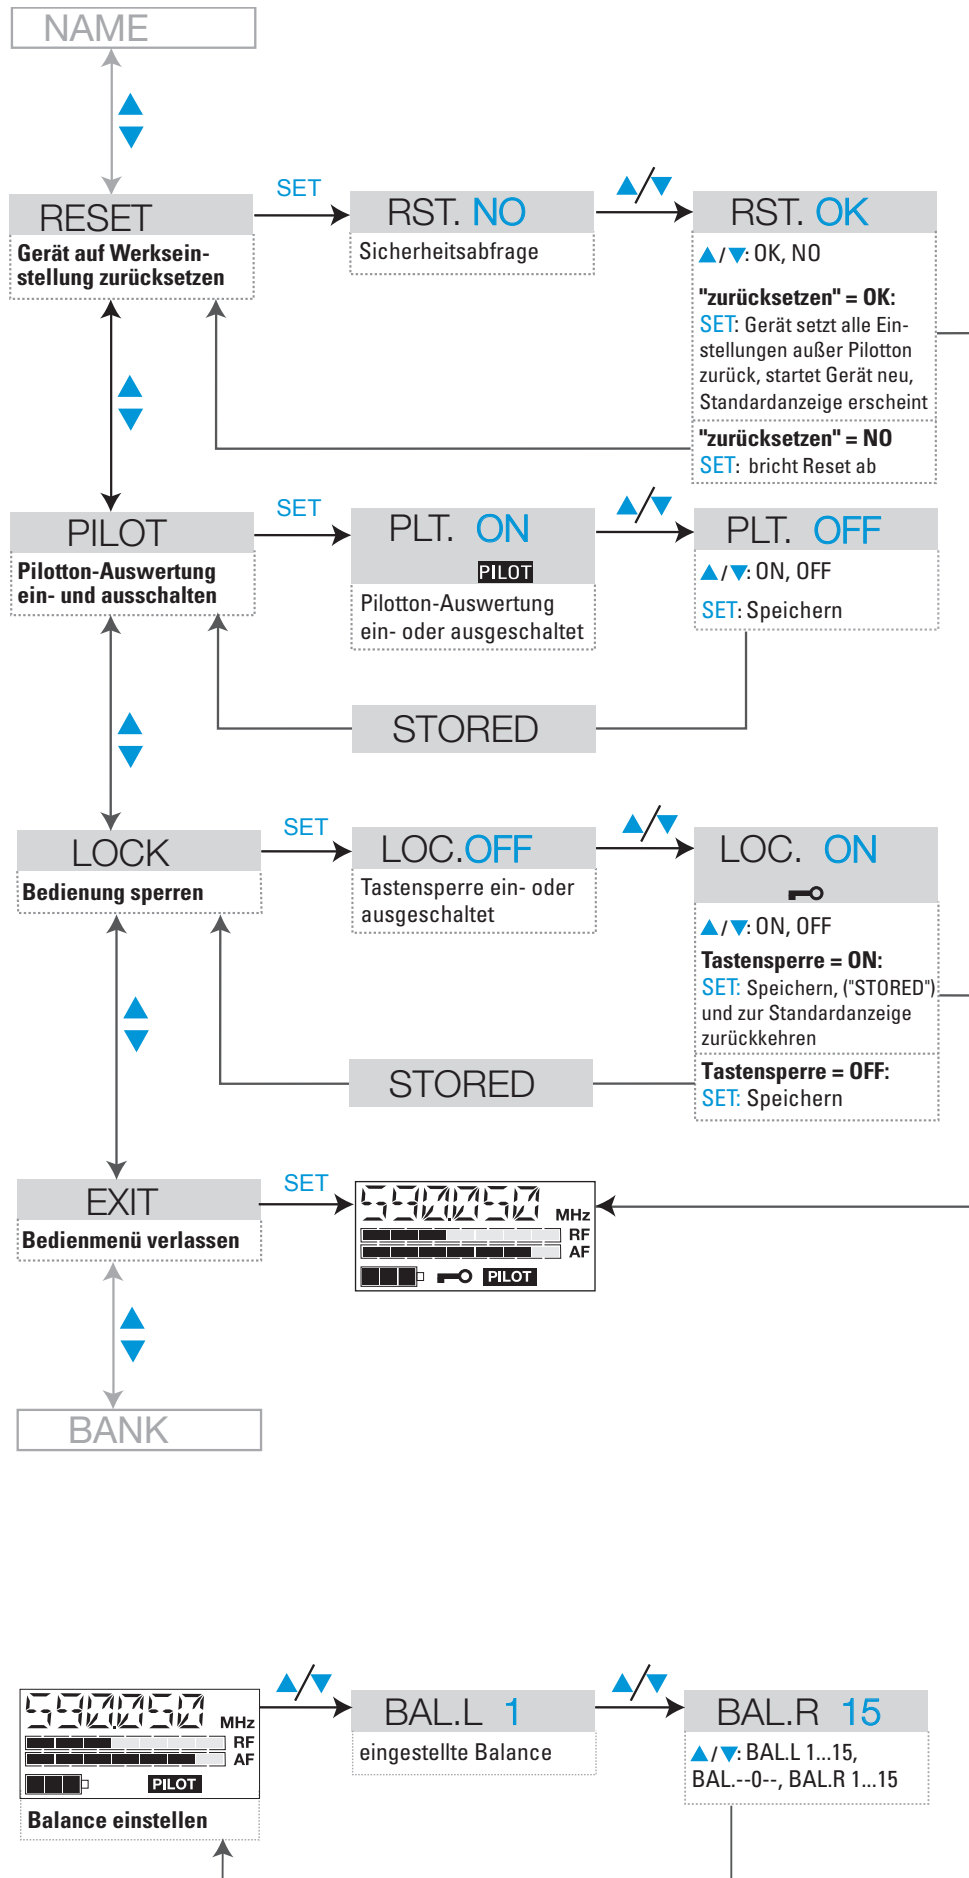 NAME
RESET
Gerät auf Werksein-
stellung zurücksetzen
SET
RST. NO
Sicherheitsabfrage
RST. OK
▲/▼: OK, NO
"zurücksetzen" = OK:
SET: Gerät setzt alle Ein-
stellungen außer Pilotton
zurück, startet Gerät neu,
Standardanzeige erscheint
"zurücksetzen" = NO
SET: bricht Reset ab
PILOT
Pilotton-Auswertung
ein- und ausschalten
SET
PLT. ON
PILOT
Pilotton-Auswertung
ein- oder ausgeschaltet
PLT. OFF
▲/▼: ON, OFF
SET: Speichern
STORED
LOCK
Bedienung sperren
SET
LOC.OFF
Tastensperre ein- oder
ausgeschaltet
LOC. ON
▲/▼: ON, OFF
Tastensperre = ON:
SET: Speichern, ("STORED")
und zur Standardanzeige
zurückkehren
Tastensperre = OFF:
SET: Speichern
STORED
EXIT
Bedienmenü verlassen
SET
590.050 MHz
RF
AF
PILOT
BANK
590.050 MHz
RF
AF
PILOT
Balance einstellen
BAL.L 1
eingestellte Balance
BAL.R 15
▲/▼: BAL.L 1...15,
BAL.--0--, BAL.R 1...15